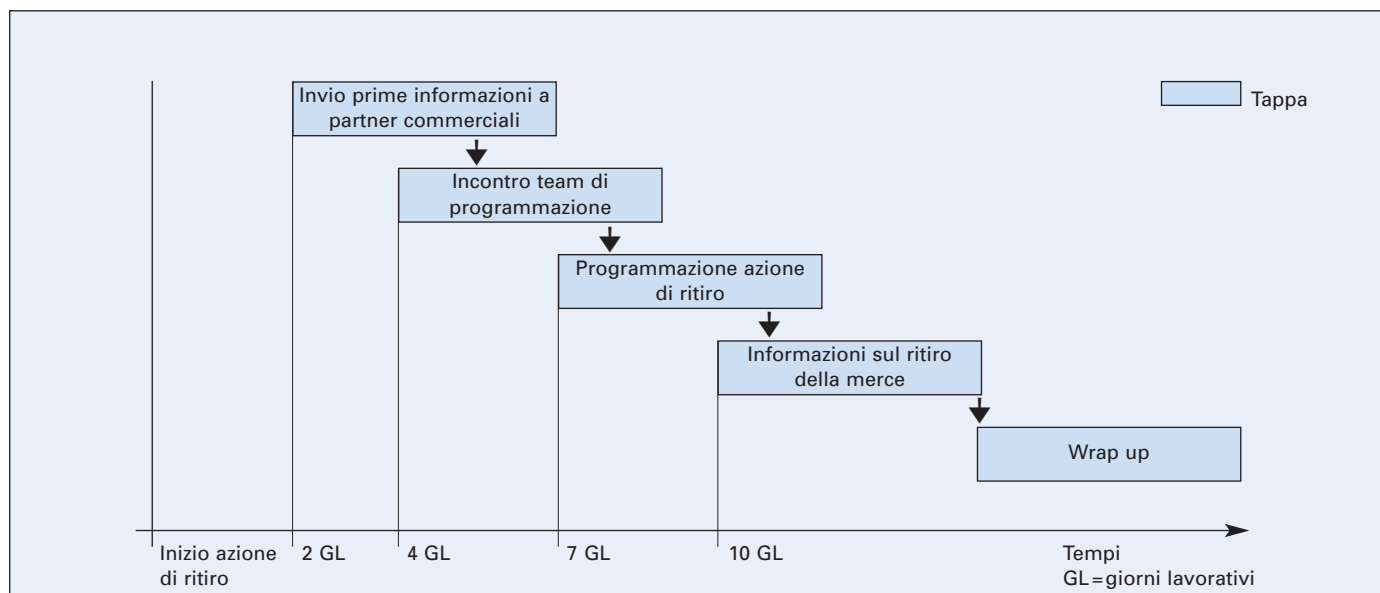 Invio prime informazioni a
partner commerciali
Tappa
Incontro team di
programmazione
Programmazione azione
di ritiro
Informazioni sul ritiro
della merce
Wrap up
Inizio azione
di ritiro
2 GL
4 GL
7 GL
10 GL
Tempi
GL=giorni lavorativi